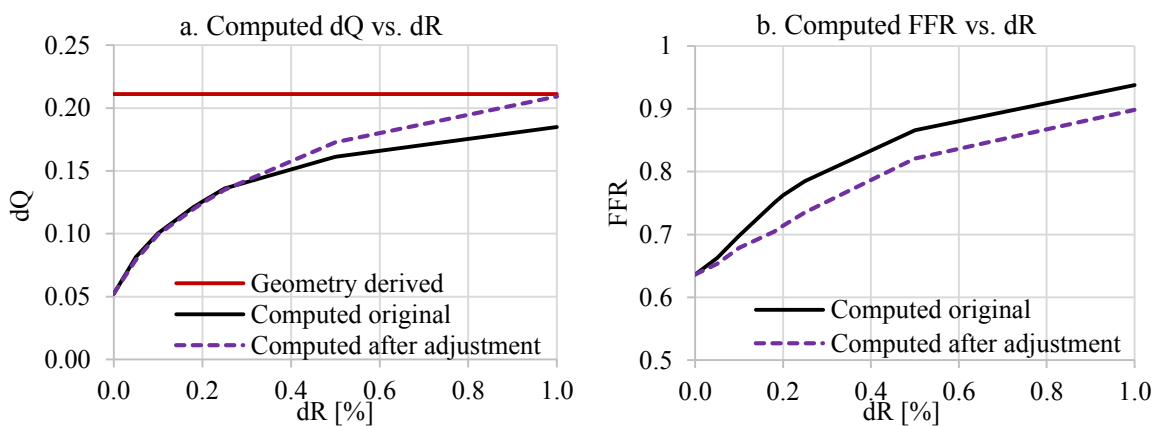 a. Computed dQ vs. dR
0.25
0.20
0.15
0.10
0.05
0.00
dQ
Geometry derived
Computed original
Computed after adjustment
0.0 0.2 0.4 0.6 0.8 1.0
dR [%]
b. Computed FFR vs. dR
1
0.9
0.8
0.7
0.6
0.5
FFR
Computed original
Computed after adjustment
0.0 0.2 0.4 0.6 0.8 1.0
dR [%]